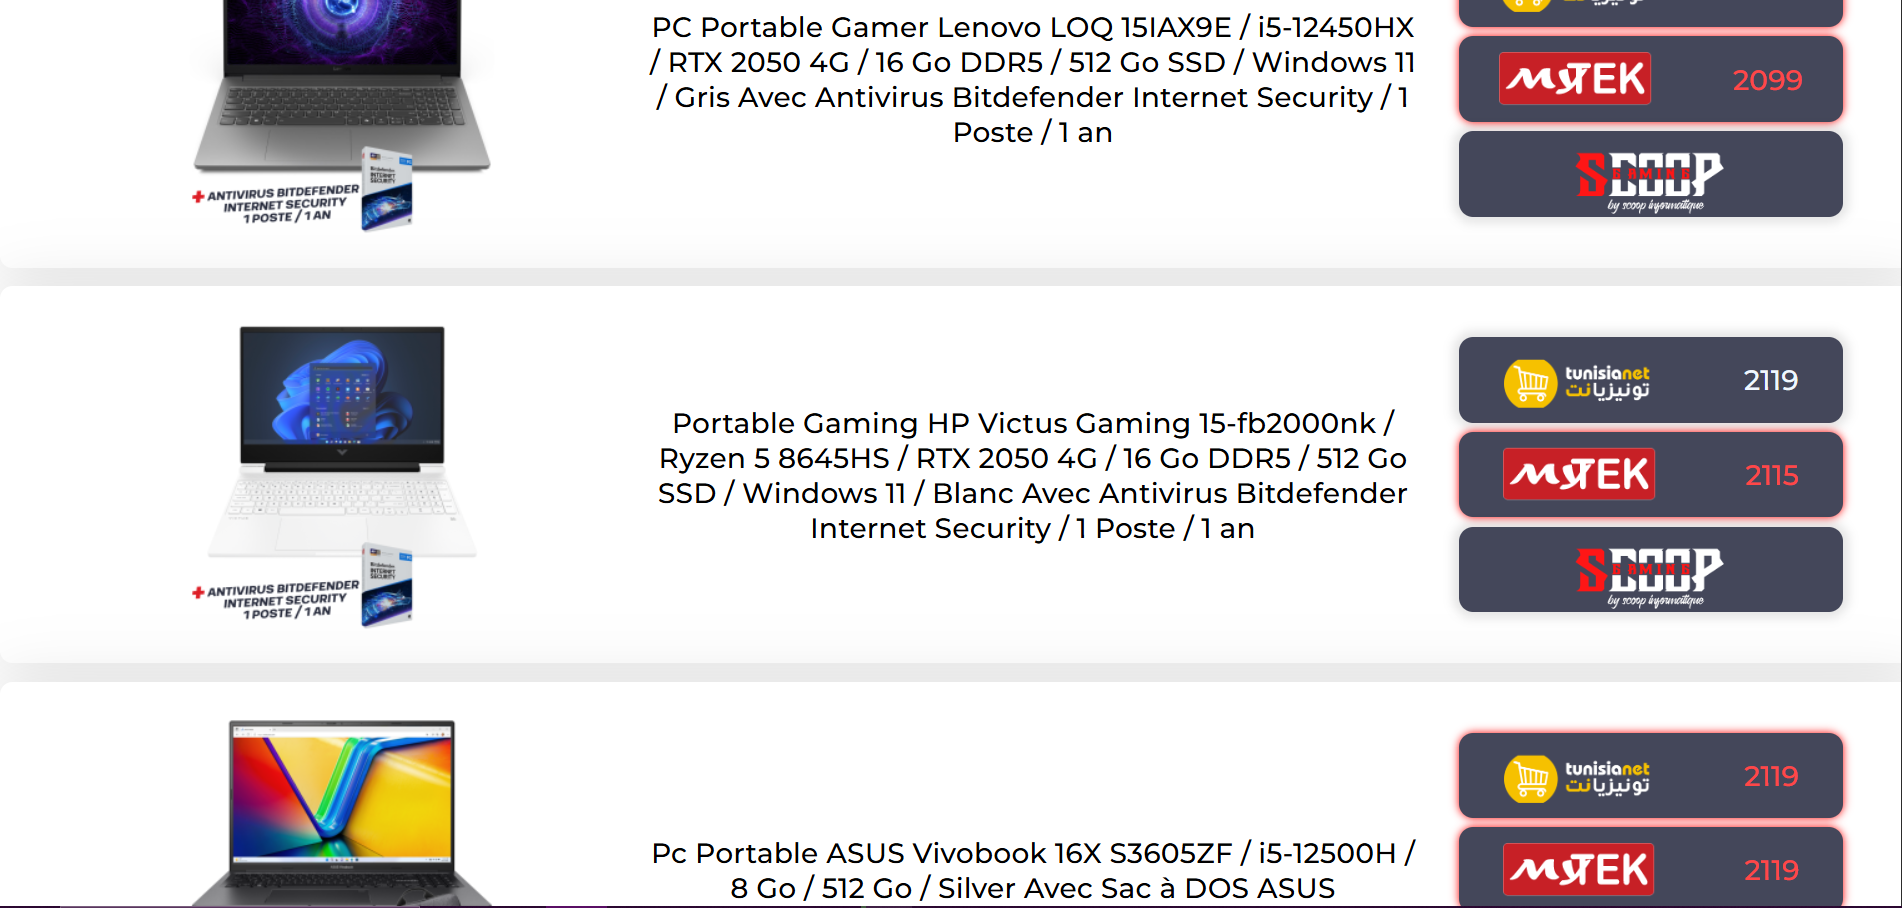 PC Portable Gamer Lenovo LOQ 15IAX9E / i5-12450HX
/ RTX 2050 4G / 16 Go DDR5 / 512 Go SSD / Windows 11
/ Gris Avec Antivirus Bitdefender Internet Security / 1
Poste / 1 an
MYTEK 2099
SCOOP
GAMING
by scoop informatique
+ ANTIVIRUS BITDEFENDER
INTERNET SECURITY
1 POSTE / 1 AN
Bitdefender
INTERNET
SECURITY
Portable Gaming HP Victus Gaming 15-fb2000nk /
Ryzen 5 8645HS / RTX 2050 4G / 16 Go DDR5 / 512 Go
SSD / Windows 11 / Blanc Avec Antivirus Bitdefender
Internet Security / 1 Poste / 1 an
tunisianet 2119
تونيزيانت
MYTEK 2115
SCOOP
GAMING
by scoop informatique
+ ANTIVIRUS BITDEFENDER
INTERNET SECURITY
1 POSTE / 1 AN
Bitdefender
INTERNET
SECURITY
Pc Portable ASUS Vivobook 16X S3605ZF / i5-12500H /
8 Go / 512 Go / Silver Avec Sac à DOS ASUS
tunisianet 2119
تونيزيانت
MYTEK 2119